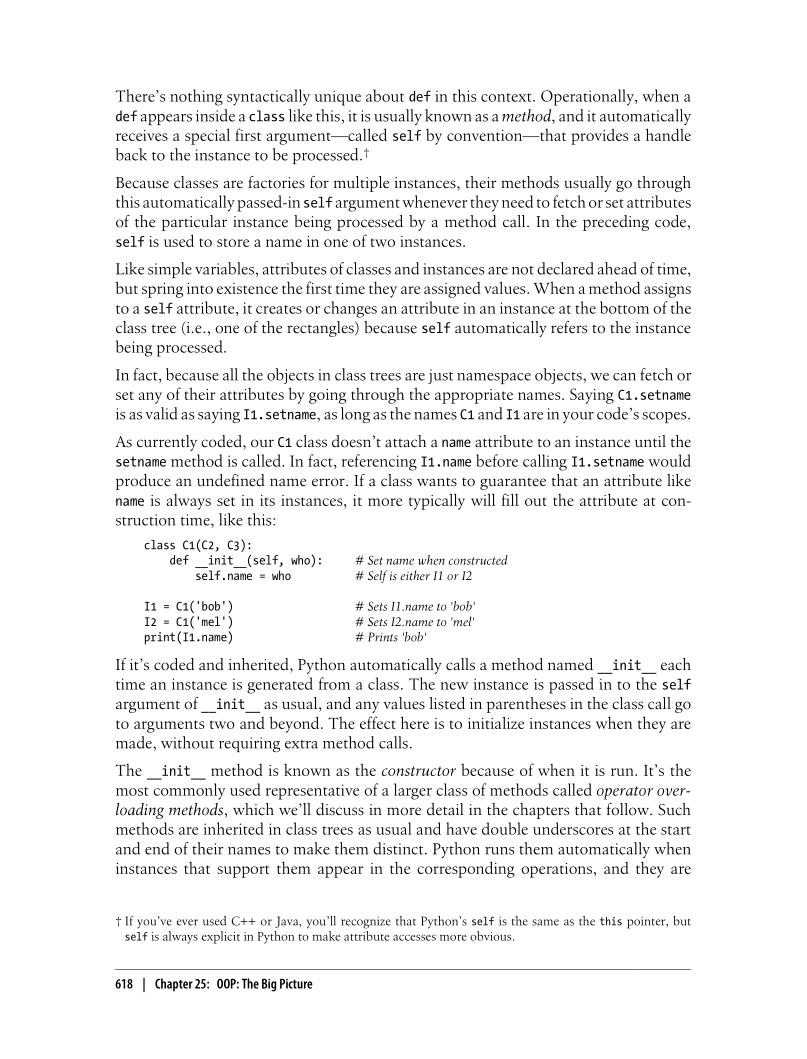 There’s nothing syntactically unique about def in this context. Operationally, when a
def appears inside a class like this, it is usually known as a method, and it automatically
receives a special first argument—called self by convention—that provides a handle
back to the instance to be processed.†
Because classes are factories for multiple instances, their methods usually go through
this automatically passed-in self argument whenever they need to fetch or set attributes
of the particular instance being processed by a method call. In the preceding code,
self is used to store a name in one of two instances.
Like simple variables, attributes of classes and instances are not declared ahead of time,
but spring into existence the first time they are assigned values. When a method assigns
to a self attribute, it creates or changes an attribute in an instance at the bottom of the
class tree (i.e., one of the rectangles) because self automatically refers to the instance
being processed.
In fact, because all the objects in class trees are just namespace objects, we can fetch or
set any of their attributes by going through the appropriate names. Saying C1.setname
is as valid as saying I1.setname, as long as the names C1 and I1 are in your code’s scopes.
As currently coded, our C1 class doesn’t attach a name attribute to an instance until the
setname method is called. In fact, referencing I1.name before calling I1.setname would
produce an undefined name error. If a class wants to guarantee that an attribute like
name is always set in its instances, it more typically will fill out the attribute at con-
struction time, like this:
class C1(C2, C3):
    def __init__(self, who):    # Set name when constructed
        self.name = who         # Self is either I1 or I2
I1 = C1('bob')                  # Sets I1.name to 'bob'
I2 = C1('mel')                  # Sets I2.name to 'mel'
print(I1.name)                  # Prints 'bob'
If it’s coded and inherited, Python automatically calls a method named __init__ each
time an instance is generated from a class. The new instance is passed in to the self
argument of __init__ as usual, and any values listed in parentheses in the class call go
to arguments two and beyond. The effect here is to initialize instances when they are
made, without requiring extra method calls.
The __init__ method is known as the constructor because of when it is run. It’s the
most commonly used representative of a larger class of methods called operator over-
loading methods, which we’ll discuss in more detail in the chapters that follow. Such
methods are inherited in class trees as usual and have double underscores at the start
and end of their names to make them distinct. Python runs them automatically when
instances that support them appear in the corresponding operations, and they are
† If you’ve ever used C++ or Java, you’ll recognize that Python’s self is the same as the this pointer, but
self is always explicit in Python to make attribute accesses more obvious.
618 | Chapter 25: OOP: The Big Picture